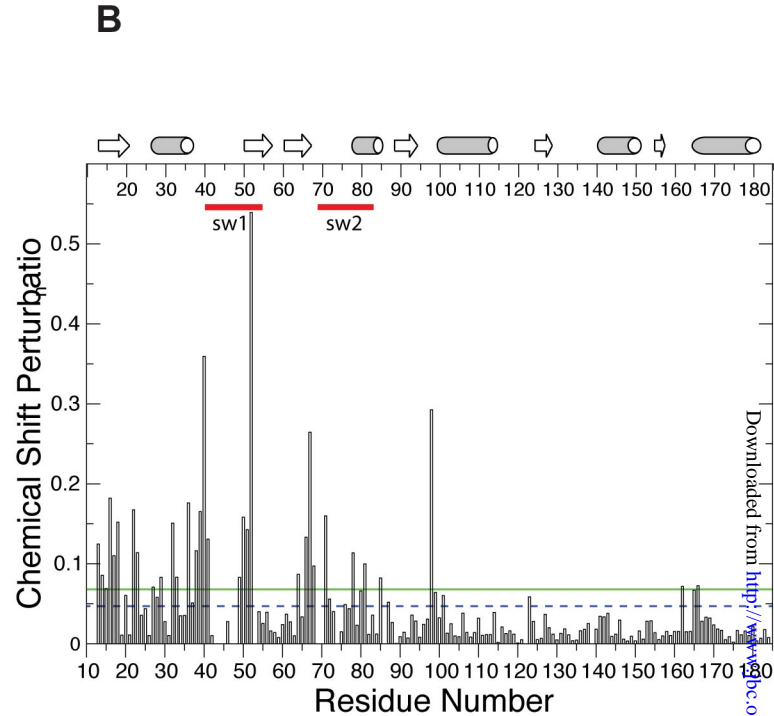 B
20 30 40 50 60 70 80 90 100 110 120 130 140 150 160 170 180
sw1 sw2
0.5
0.4
0.3
0.2
0.1
0
Chemical Shift Perturbatio
n
10 20 30 40 50 60 70 80 90 100 110 120 130 140 150 160 170 180
Residue Number
Downloaded from http://www.jbc.o